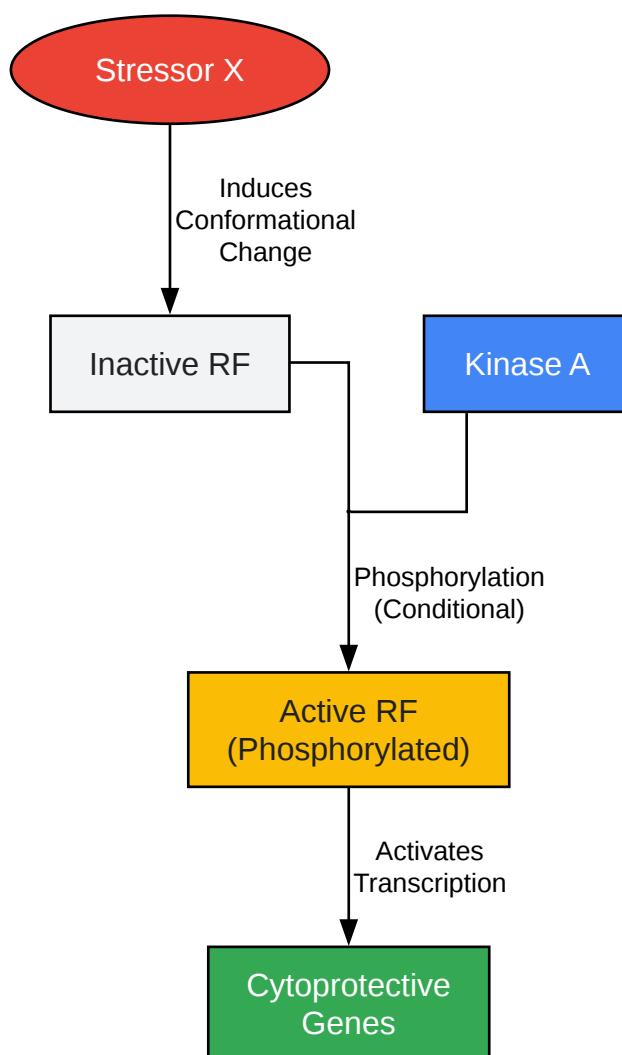 Stressor X
Induces
Conformational
Change
Inactive RF
Kinase A
Phosphorylation
(Conditional)
Active RF
(Phosphorylated)
Activates
Transcription
Cytoprotective
Genes